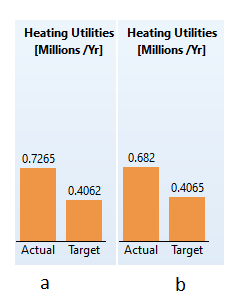 Heating Utilities Heating Utilities
[Millions /Yr] [Millions /Yr]
0.7265 0.682
0.4062 0.4065
Actual Target Actual Target
a b